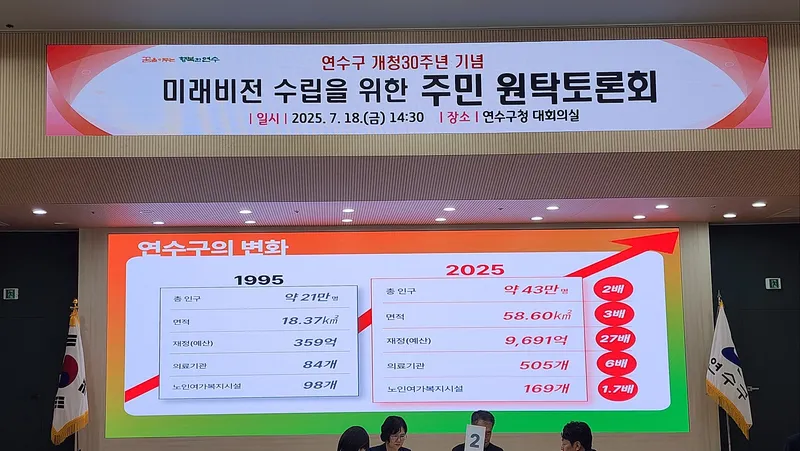 행복한 연수
연수구 개청30주년 기념
미래비전 수립을 위한 주민 원탁토론회
| 일시 | 2025. 7. 18.(금) 14:30 | 장소 | 연수구청 대회의실
연수구의 변화
1995
총 인구 약 21만 명
면적 18.37㎢
재정(예산) 359억
의료기관 84개
노인여가복지시설 98개
2025
총 인구 약 43만 명 2배
면적 58.60㎢ 3배
재정(예산) 9,691억 27배
의료기관 505개 6배
노인여가복지시설 169개 1.7배
연수구
2